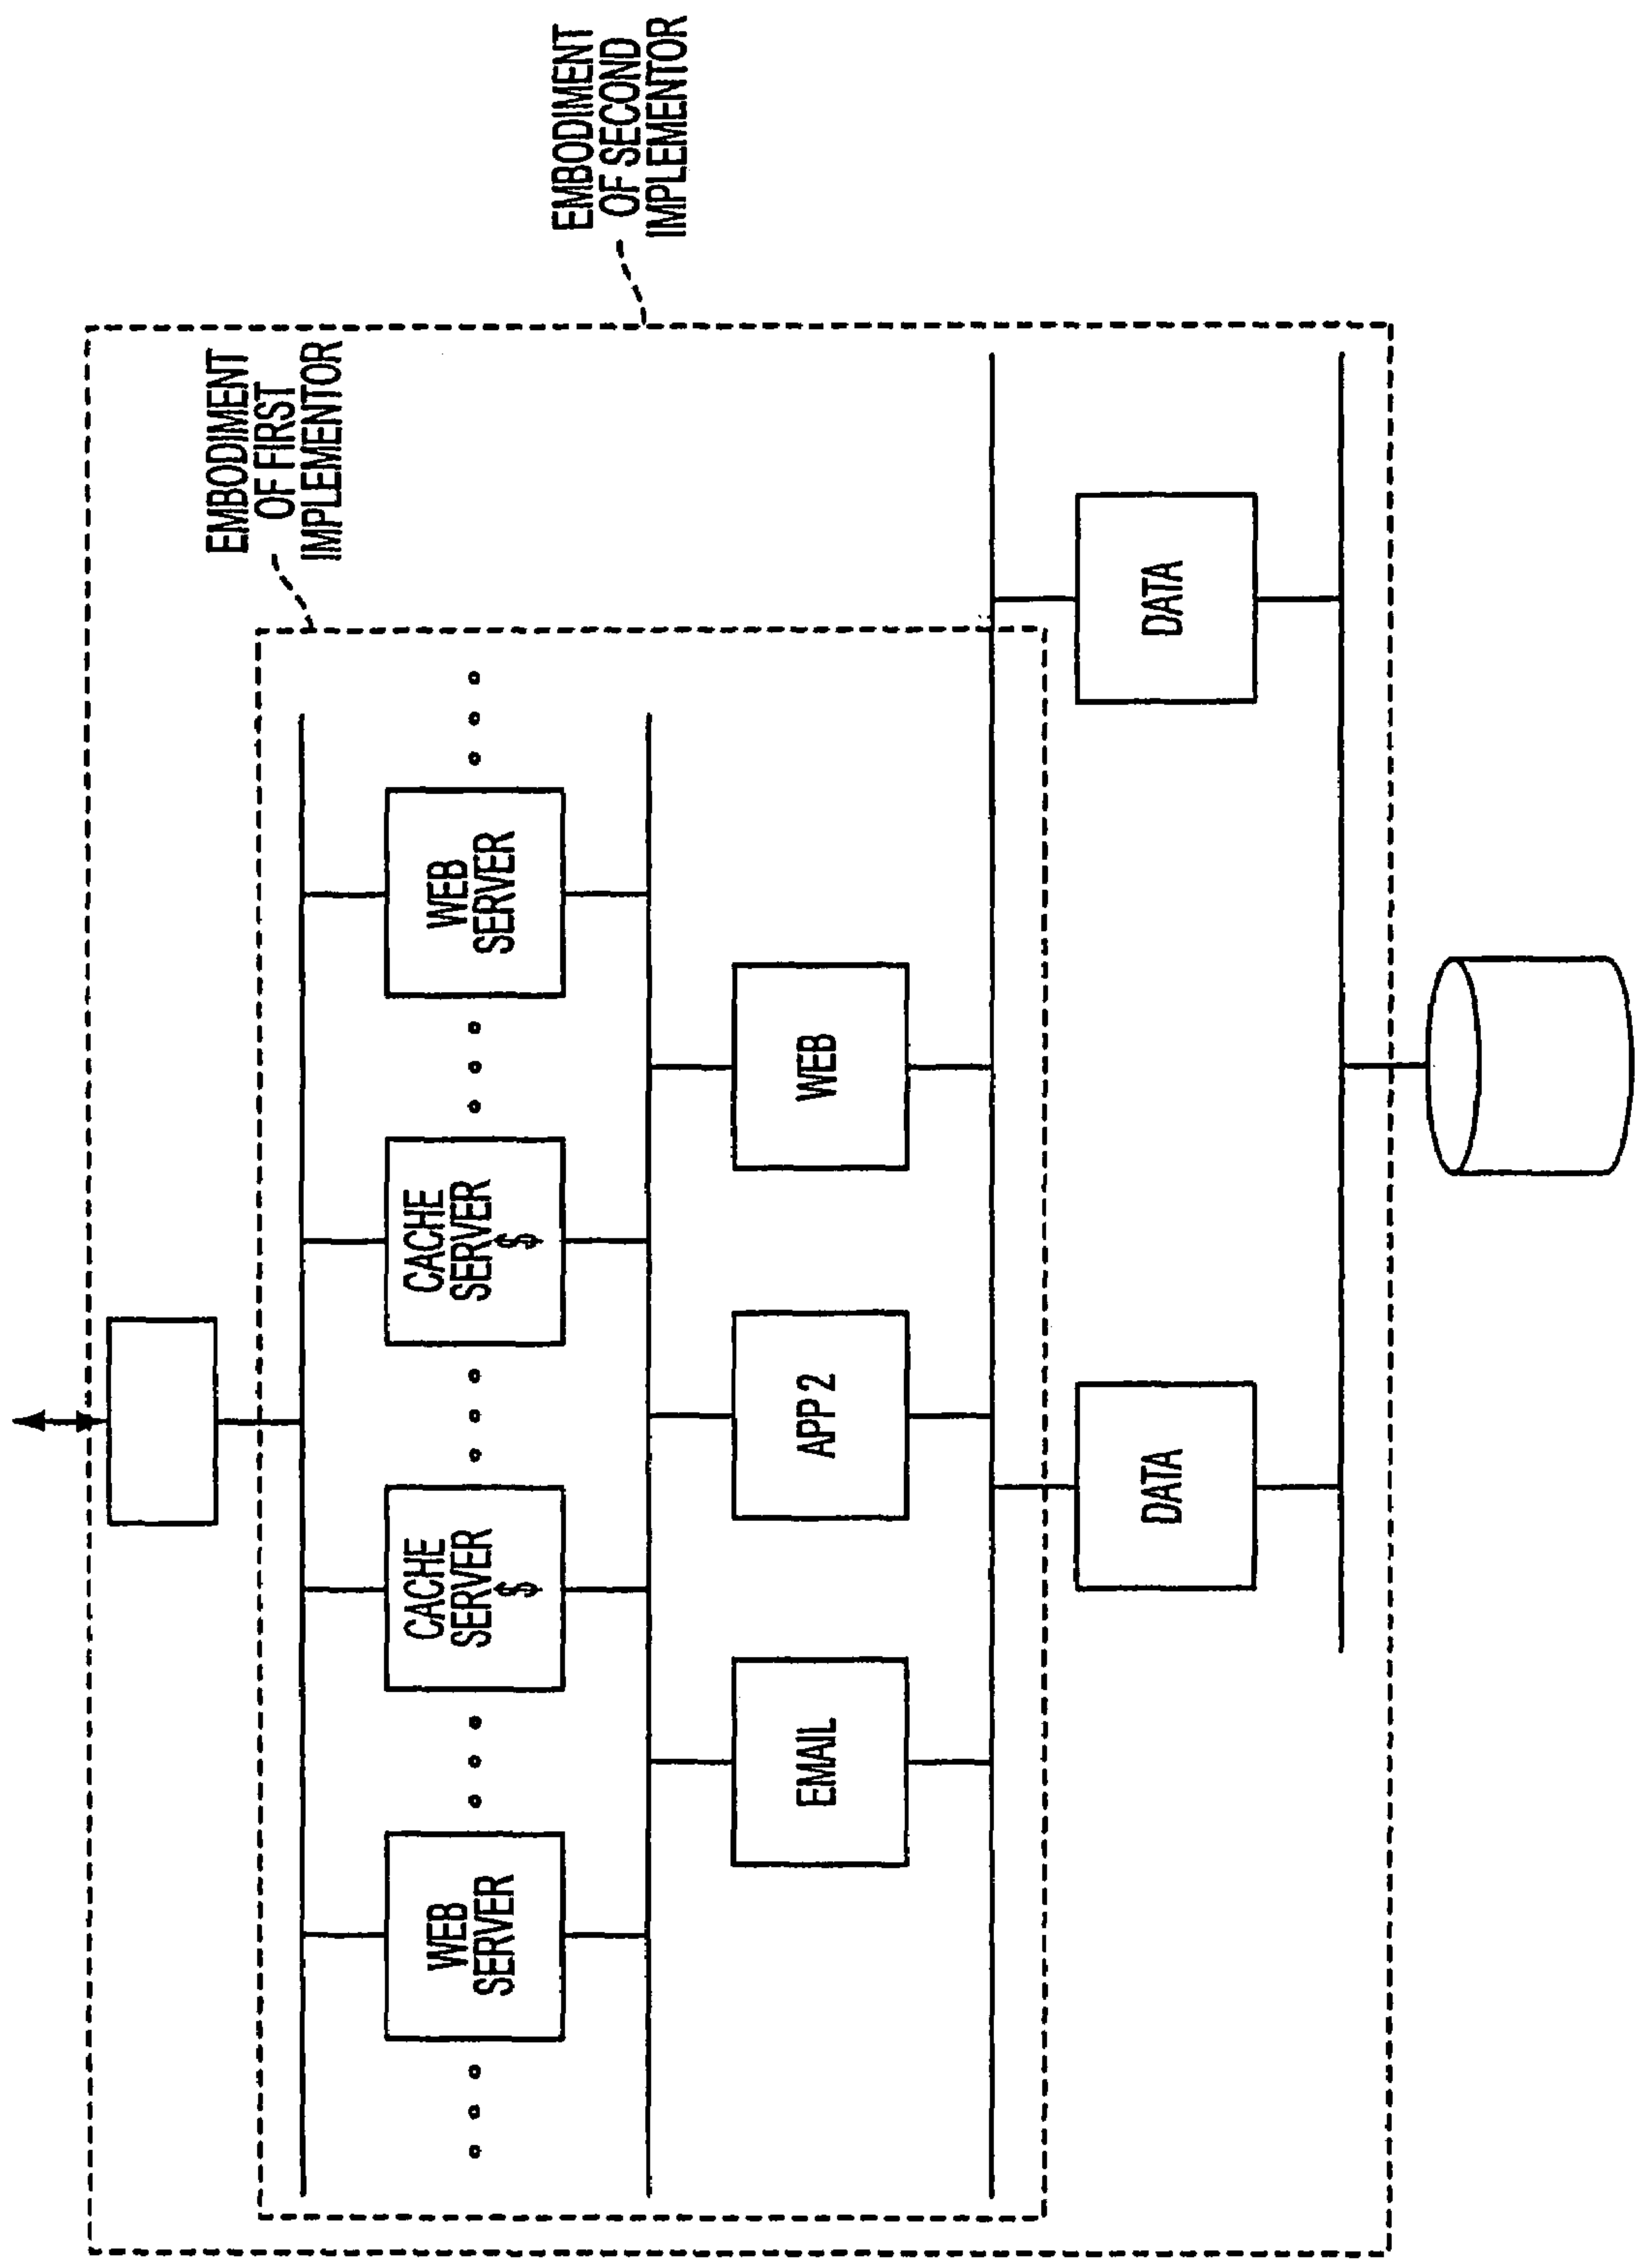 EMBODIMENT
OF FIRST
IMPLEMENTOR
WEB
SERVER
CACHE
SERVER
$
CACHE
SERVER
$
WEB
SERVER
EMBODIMENT
OF SECOND
IMPLEMENTOR
EMAIL
APP 2
WEB
DATA
DATA